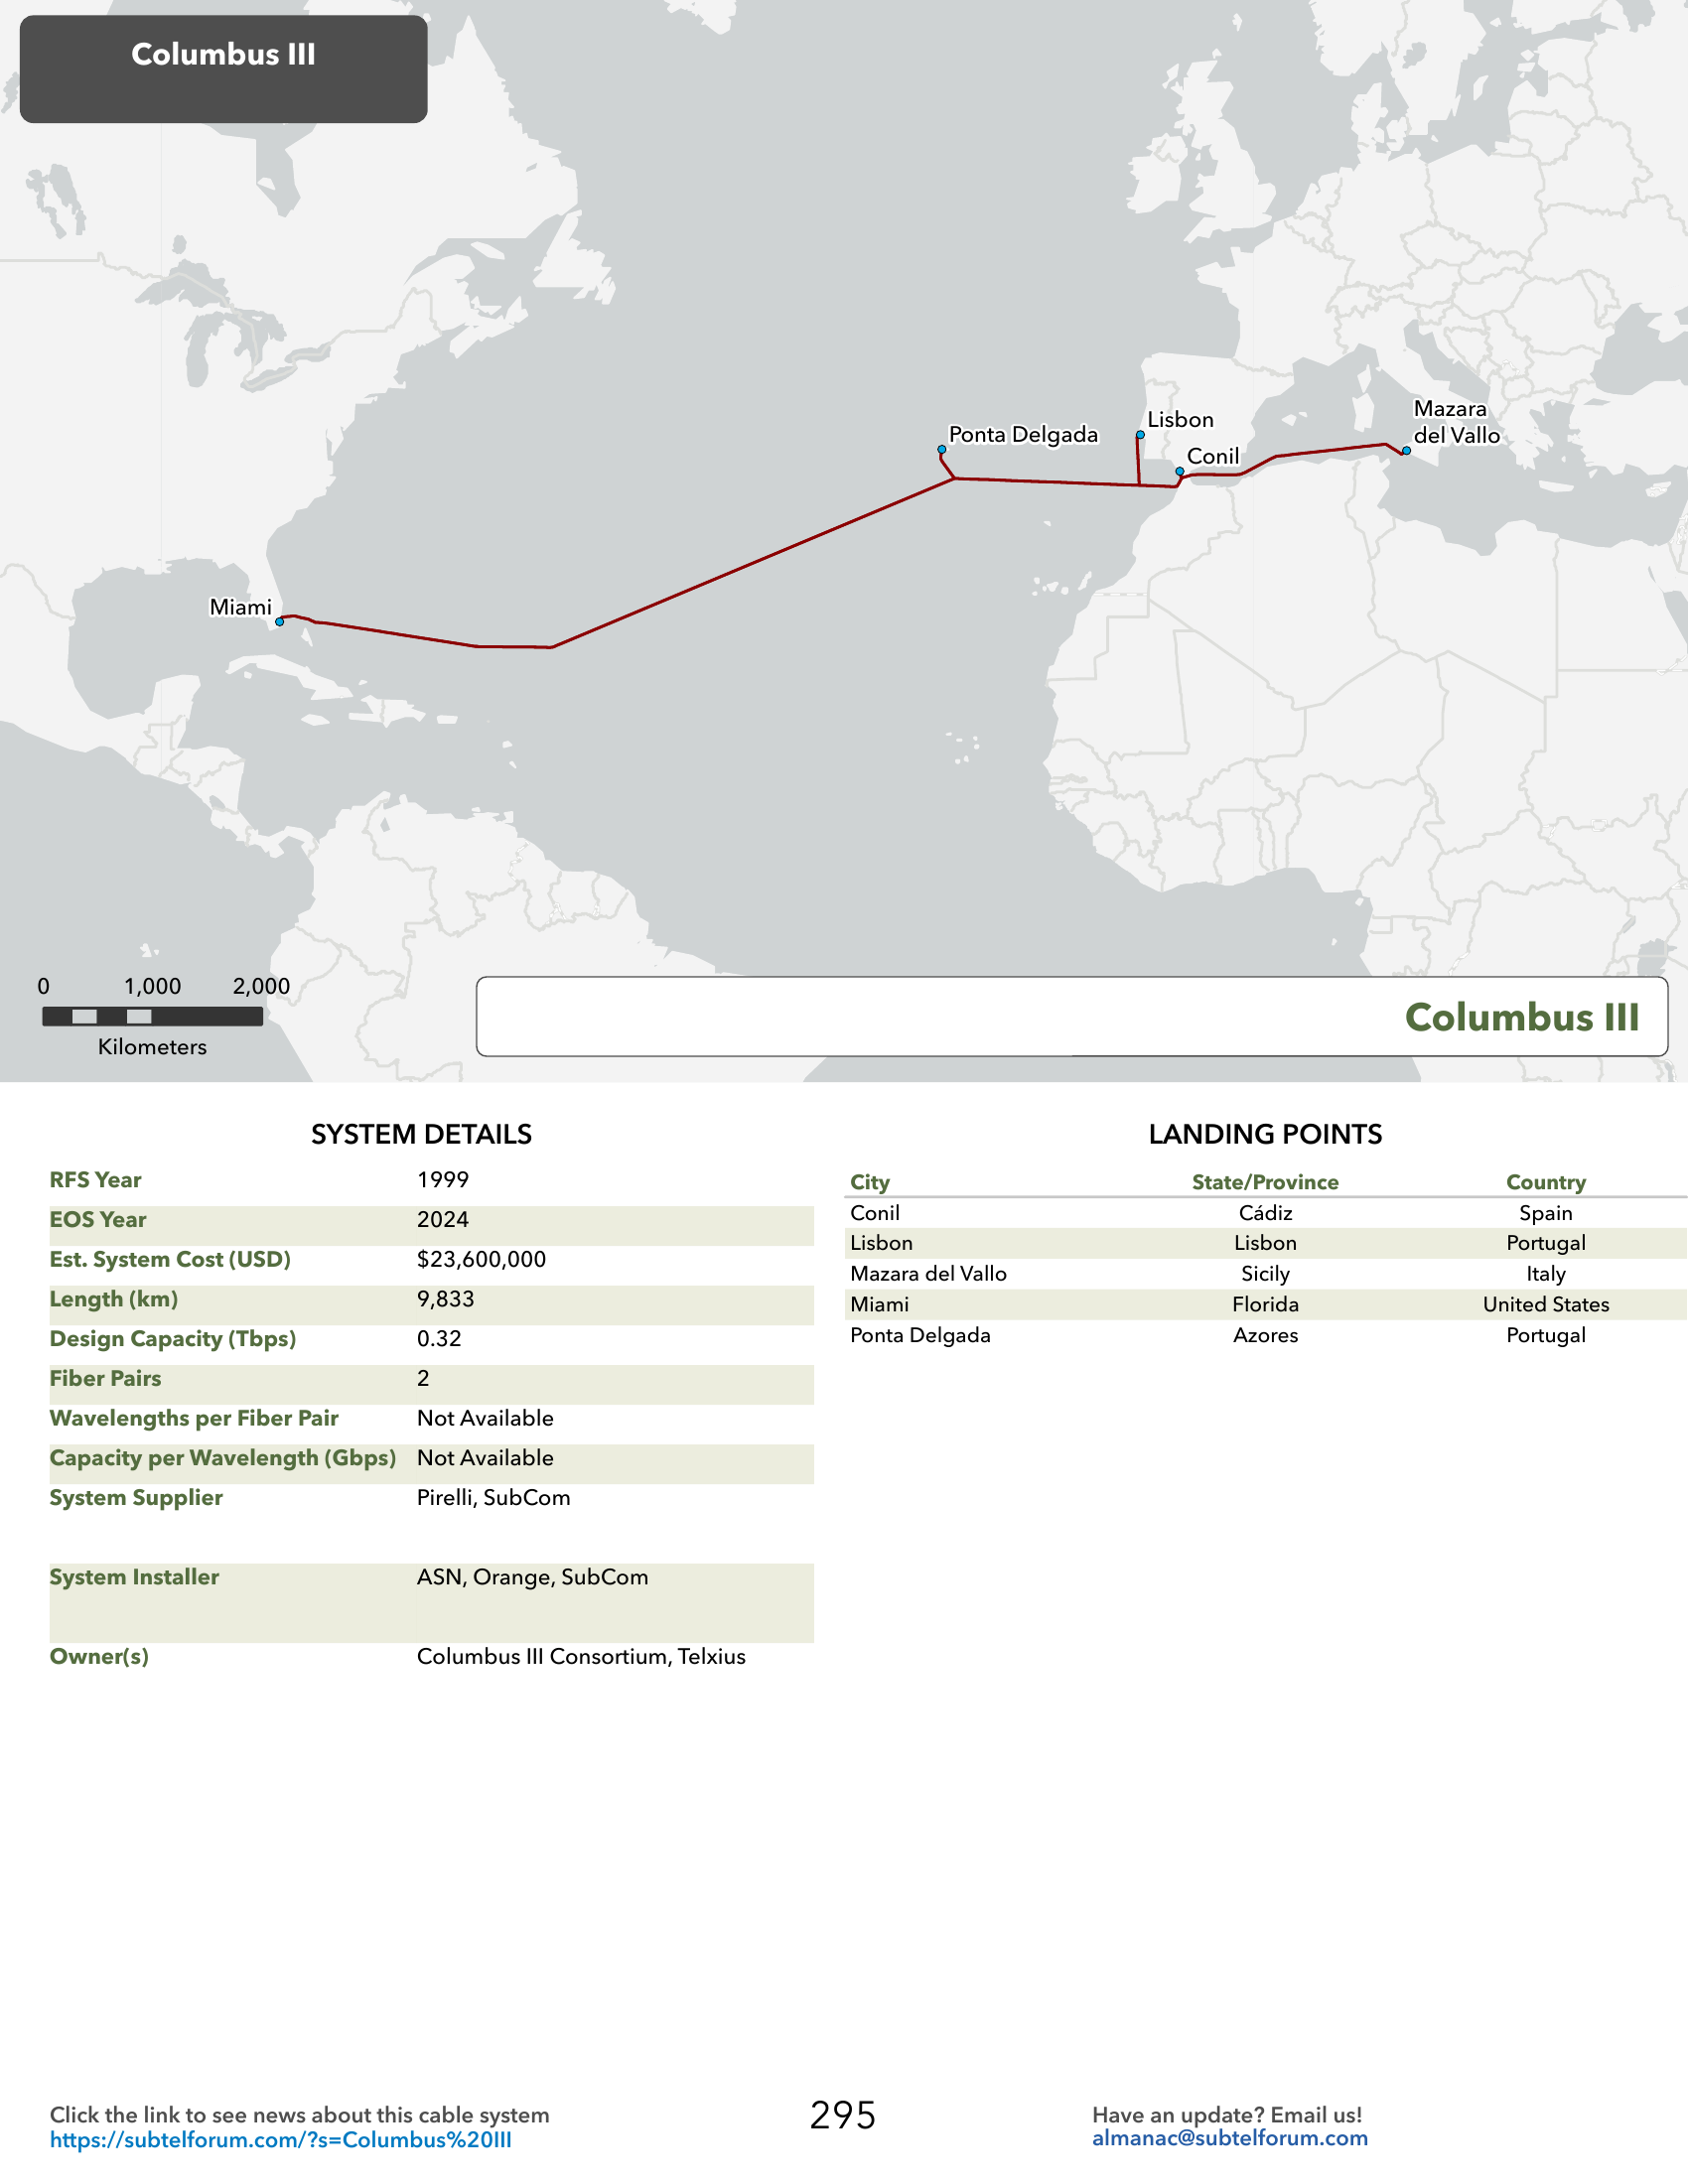 Columbus III
Ponta Delgada
Lisbon
Conil
Mazara
del Vallo
Miami
0 1,000 2,000
Kilometers
Columbus III
SYSTEM DETAILS
RFS Year 1999
EOS Year 2024
Est. System Cost (USD) $23,600,000
Length (km) 9,833
Design Capacity (Tbps) 0.32
Fiber Pairs 2
Wavelengths per Fiber Pair Not Available
Capacity per Wavelength (Gbps) Not Available
System Supplier Pirelli, SubCom
System Installer ASN, Orange, SubCom
Owner(s) Columbus III Consortium, Telxius
LANDING POINTS
City State/Province Country
Conil Cádiz Spain
Lisbon Lisbon Portugal
Mazara del Vallo Sicily Italy
Miami Florida United States
Ponta Delgada Azores Portugal
Click the link to see news about this cable system
https://subtelforum.com/?s=Columbus%20III
295
Have an update? Email us!
almanac@subtelforum.com